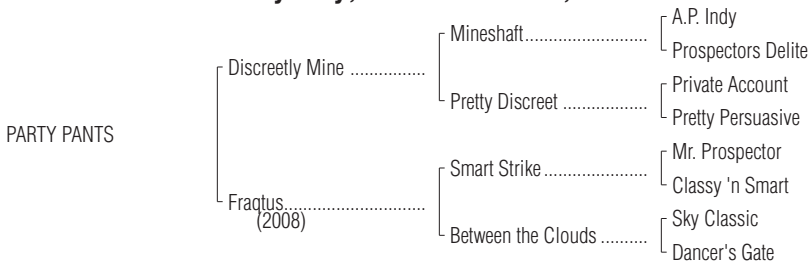 A.P. Indy
Mineshaft..........................
Prospectors Delite
Discreetly Mine ................
Private Account
Pretty Discreet ..................
Pretty Persuasive
PARTY PANTS
Mr. Prospector
Smart Strike......................
Classy 'n Smart
Fraqtus..............................
(2008)
Sky Classic
Between the Clouds ..........
Dancer's Gate